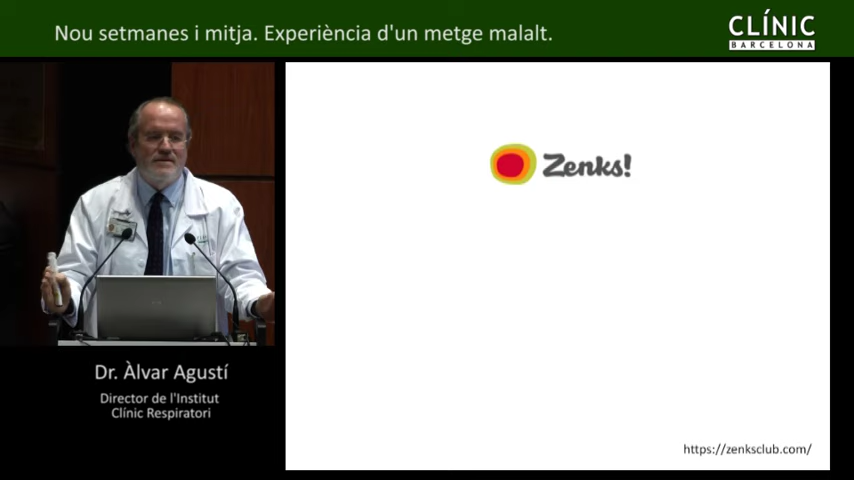 Nou setmanes i mitja. Experiència d'un metge malalt.
CLÍNIC
BARCELONA
Zenks!
Dr. Àlvar Agustí
Director de l'Institut
Clínic Respiratori
https://zenksclub.com/